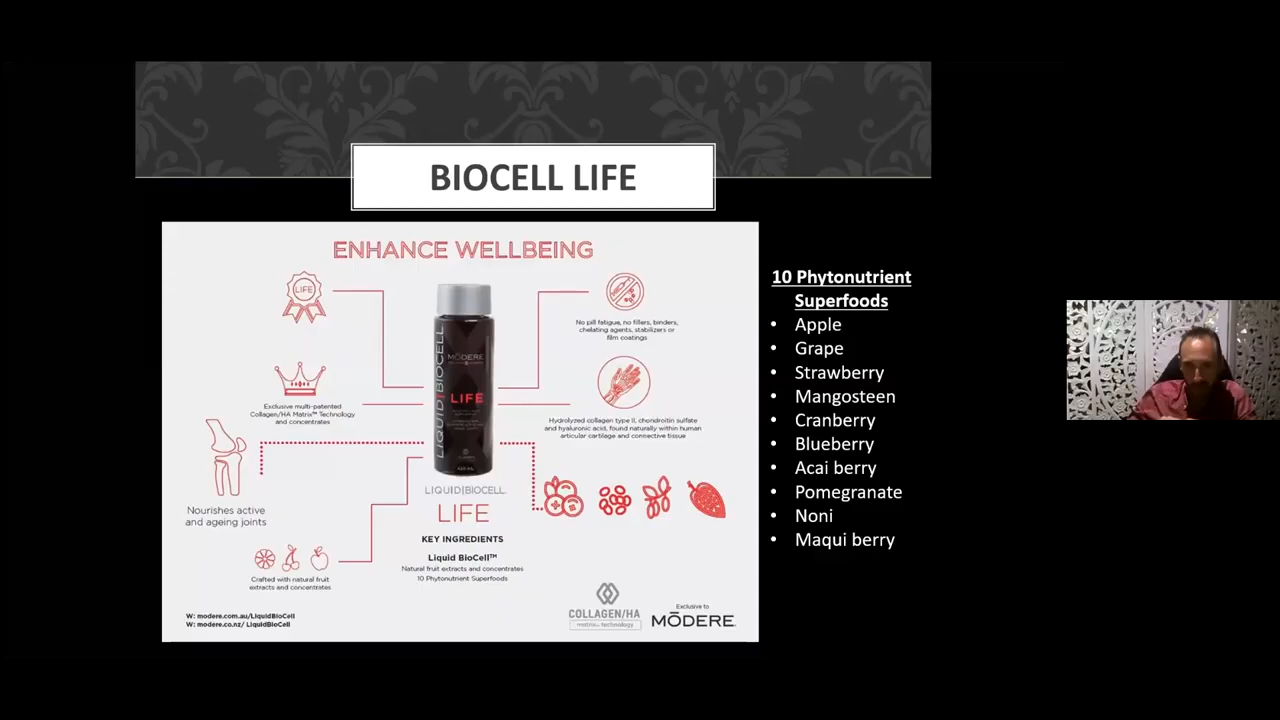 BIOCELL LIFE
ENHANCE WELLBEING
LIFE
No pill fatigue, no fillers, binders,
chelating agents, stabilizers or
film coatings
Exclusive multi-patented
Collagen/HA Matrix™ Technology
and concentrates
Hydrolyzed collagen type II, chondroitin sulfate
and hyaluronic acid, found naturally within human
articular cartilage and connective tissue
Nourishes active
and ageing joints
Crafted with natural fruit
extracts and concentrates
LIQUID|BIOCELL
MODERE
LIFE
LIQUID|BIOCELL
LIFE
KEY INGREDIENTS
Liquid BioCell™
Natural fruit extracts and concentrates
10 Phytonutrient Superfoods
W: modere.com.au/LiquidBioCell
W: modere.co.nz/ LiquidBioCell
COLLAGEN/HA
matrix™ technology
Exclusive to
MŌDERE.
10 Phytonutrient
Superfoods
• Apple
• Grape
• Strawberry
• Mangosteen
• Cranberry
• Blueberry
• Acai berry
• Pomegranate
• Noni
• Maqui berry